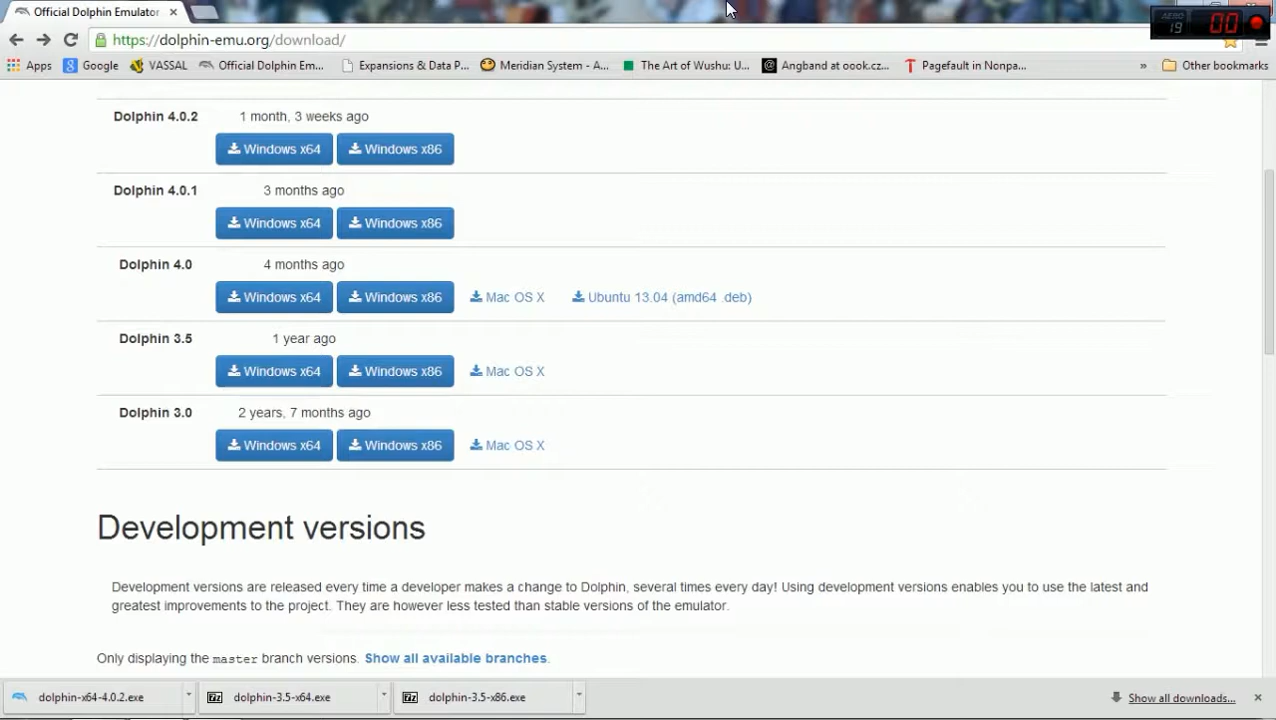 Official Dolphin Emulator
AERO 19 00
https://dolphin-emu.org/download/
Apps Google VASSAL Official Dolphin Em... Expansions & Data P... Meridian System - A... The Art of Wushu: U... Angband at oook.cz... Pagefault in Nonpa... » Other bookmarks
Dolphin 4.0.2 1 month, 3 weeks ago
Windows x64 Windows x86
Dolphin 4.0.1 3 months ago
Windows x64 Windows x86
Dolphin 4.0 4 months ago
Windows x64 Windows x86 Mac OS X Ubuntu 13.04 (amd64 .deb)
Dolphin 3.5 1 year ago
Windows x64 Windows x86 Mac OS X
Dolphin 3.0 2 years, 7 months ago
Windows x64 Windows x86 Mac OS X
Development versions
Development versions are released every time a developer makes a change to Dolphin, several times every day! Using development versions enables you to use the latest and
greatest improvements to the project. They are however less tested than stable versions of the emulator.
Only displaying the master branch versions. Show all available branches.
dolphin-x64-4.0.2.exe dolphin-3.5-x64.exe dolphin-3.5-x86.exe Show all downloads...